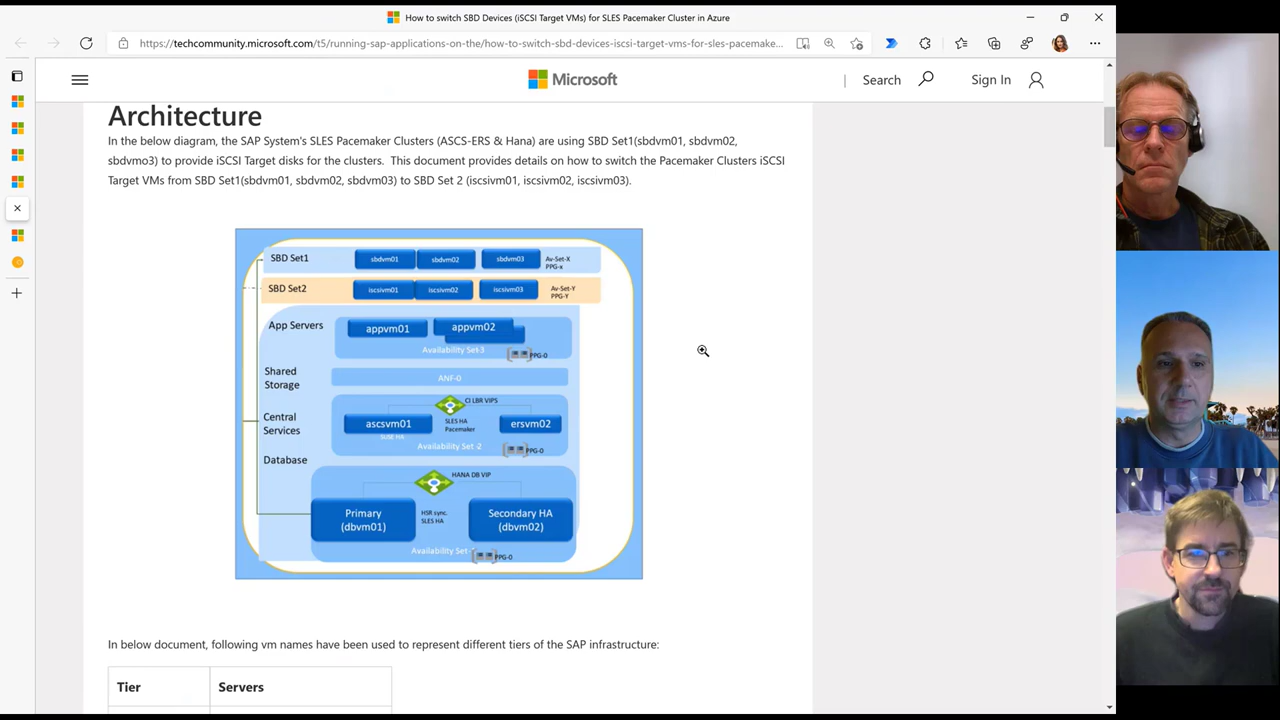 How to switch SBD Devices (iSCSI Target VMs) for SLES Pacemaker Cluster in Azure
https://techcommunity.microsoft.com/t5/running-sap-applications-on-the/how-to-switch-sbd-devices-iscsi-target-vms-for-sles-pacemake...
Microsoft
Search
Sign In
Architecture
In the below diagram, the SAP System's SLES Pacemaker Clusters (ASCS-ERS & Hana) are using SBD Set1(sbdvm01, sbdvm02,
sbdvmo3) to provide iSCSI Target disks for the clusters. This document provides details on how to switch the Pacemaker Clusters iSCSI
Target VMs from SBD Set1(sbdvm01, sbdvm02, sbdvm03) to SBD Set 2 (iscsivm01, iscsivm02, iscsivm03).
SBD Set1
sbdvm01
sbdvm02
sbdvm03
Av-Set-X
PPG-x
SBD Set2
iscsivm01
iscsivm02
iscsivm03
Av-Set-Y
PPG-Y
App Servers
appvm01
appvm02
Availability Set-3
PPG-0
Shared
Storage
ANF-0
CI LBR VIPS
Central
Services
ascsvm01
SUSE HA
SLES HA
Pacemaker
ersvm02
Availability Set -2
PPG-0
Database
HANA DB VIP
Primary
(dbvm01)
HSR sync.
SLES HA
Secondary HA
(dbvm02)
Availability Set
PPG-0
In below document, following vm names have been used to represent different tiers of the SAP infrastructure:
Tier
Servers